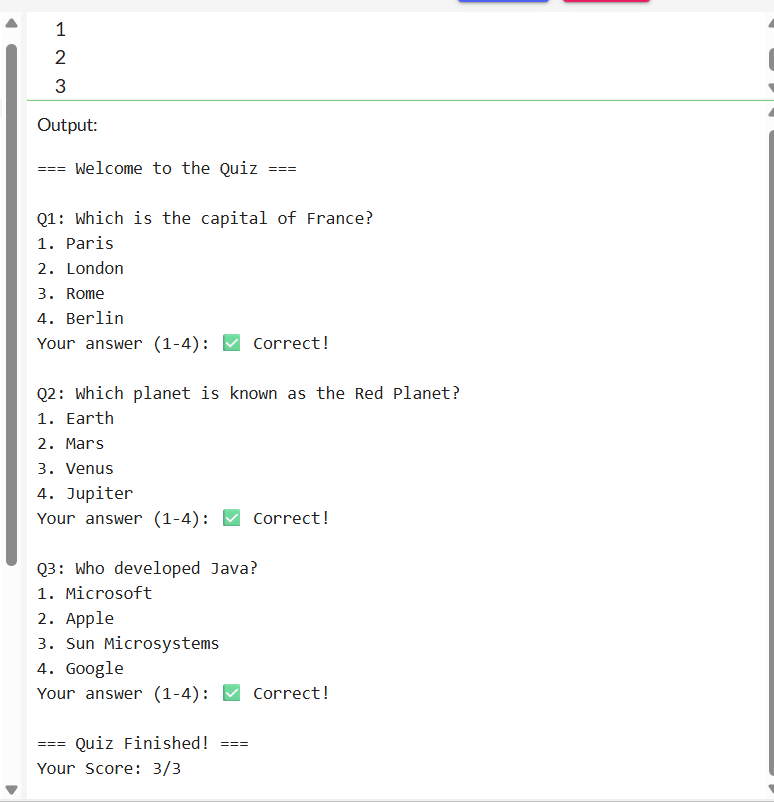 1
2
3
Output:
=== Welcome to the Quiz ===
Q1: Which is the capital of France?
1. Paris
2. London
3. Rome
4. Berlin
Your answer (1-4): ✅ Correct!
Q2: Which planet is known as the Red Planet?
1. Earth
2. Mars
3. Venus
4. Jupiter
Your answer (1-4): ✅ Correct!
Q3: Who developed Java?
1. Microsoft
2. Apple
3. Sun Microsystems
4. Google
Your answer (1-4): ✅ Correct!
=== Quiz Finished! ===
Your Score: 3/3